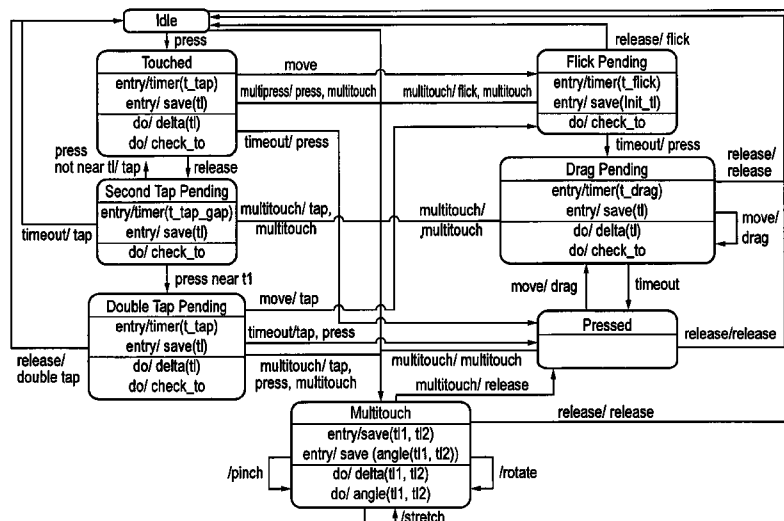 Idle
press
release/ flick
Touched
entry/timer(t_tap)
entry/ save(tl)
do/ delta(tl)
do/ check_to
move
multipress/ press, multitouch
multitouch/ flick, multitouch
Flick Pending
entry/timer(t_flick)
entry/ save(Init_tl)
do/ check_to
timeout/ press
timeout/ press
press
not near tl/ tap
release
release/
release
Second Tap Pending
entry/timer(t_tap_gap)
entry/ save(tl)
do/ check_to
timeout/ tap
multitouch/ tap,
multitouch
multitouch/
,multitouch
Drag Pending
entry/timer(t_drag)
entry/ save(tl)
do/ delta(tl)
do/ check_to
move/
drag
press near t1
move/ drag
timeout
Double Tap Pending
entry/timer(t_tap)
entry/ save(tl)
do/ delta(tl)
do/ check_to
move/ tap
timeout/tap, press
multitouch/ tap,
press, multitouch
multitouch/ multitouch
Pressed
release/release
release/
double tap
multitouch/ release
Multitouch
entry/save(tl1, tl2)
entry/ save (angle(tl1, tl2))
do/ delta(tl1, tl2)
do/ angle(tl1, tl2)
release/ release
/pinch
/rotate
/stretch